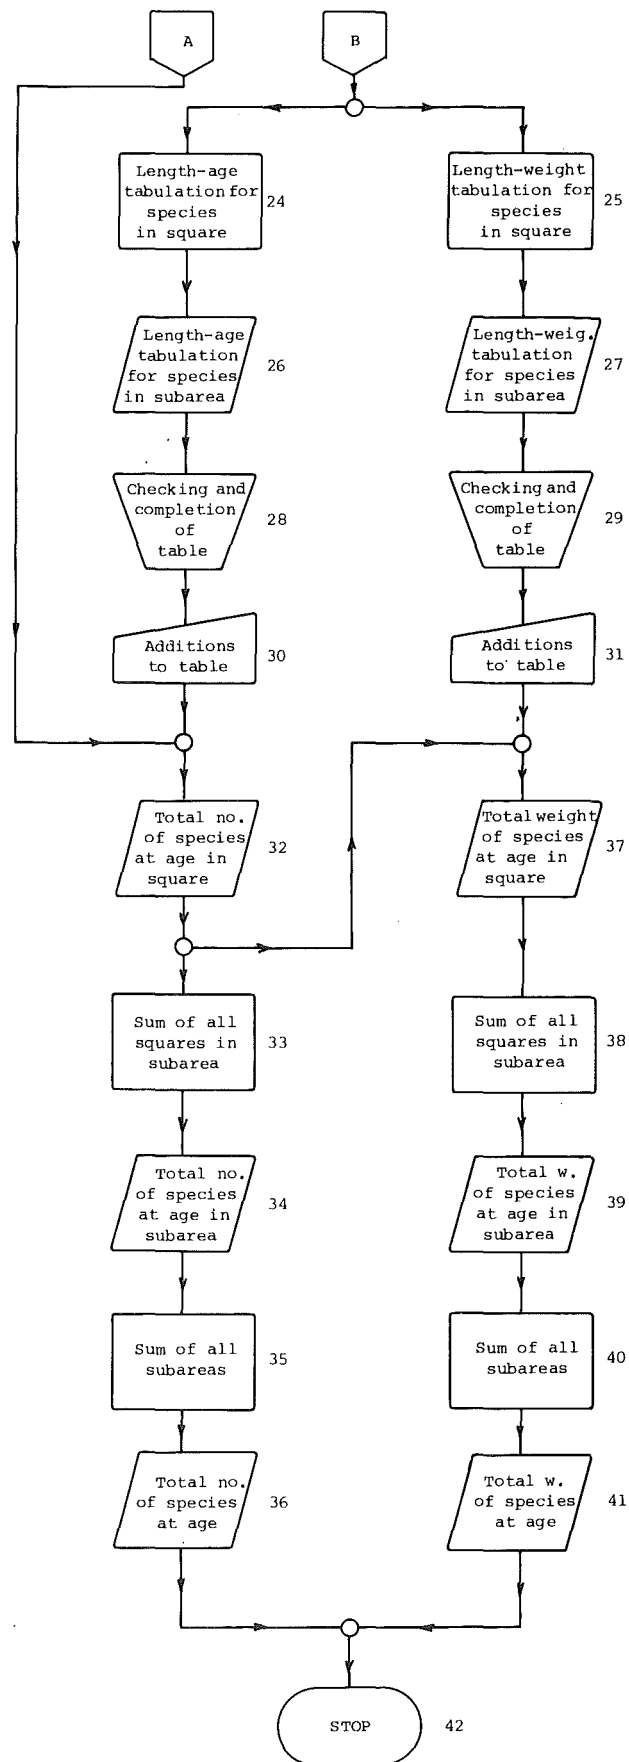 A
B
Length-age
tabulation for
species
in square
24
Length-weight
tabulation for
species
in square
25
Length-age
tabulation
for species
in subarea
26
Length-weig.
tabulation
for species
in subarea
27
Checking and
completion
of
table
28
Checking and
completion
of
table
29
Additions
to table
30
Additions
to table
31
Total no.
of species
at age in
square
32
Total weight
of species
at age in
square
37
Sum of all
squares in
subarea
33
Sum of all
squares in
subarea
38
Total no.
of species
at age in
subarea
34
Total w.
of species
at age in
subarea
39
Sum of all
subareas
35
Sum of all
subareas
40
Total no.
of species
at age
36
Total w.
of species
at age
41
STOP
42